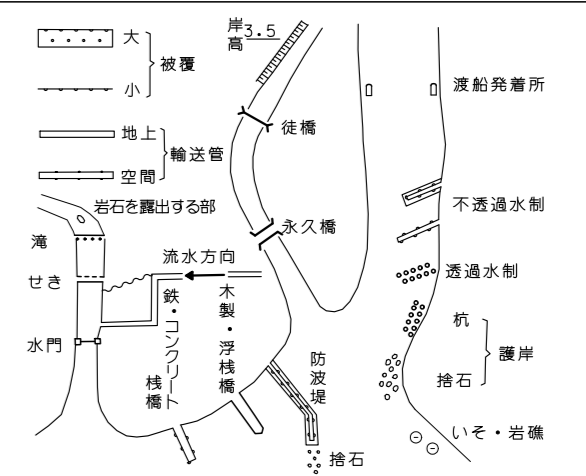 大
被覆
小
地上
輸送管
空間
岩石を露出する部
滝
せき
水門
流水方向
鉄・コンクリート桟橋
木製・浮桟橋
岸高3.5
徒橋
永久橋
防波堤
捨石
渡船発着所
不透過水制
透過水制
杭
護岸
捨石
いそ・岩礁